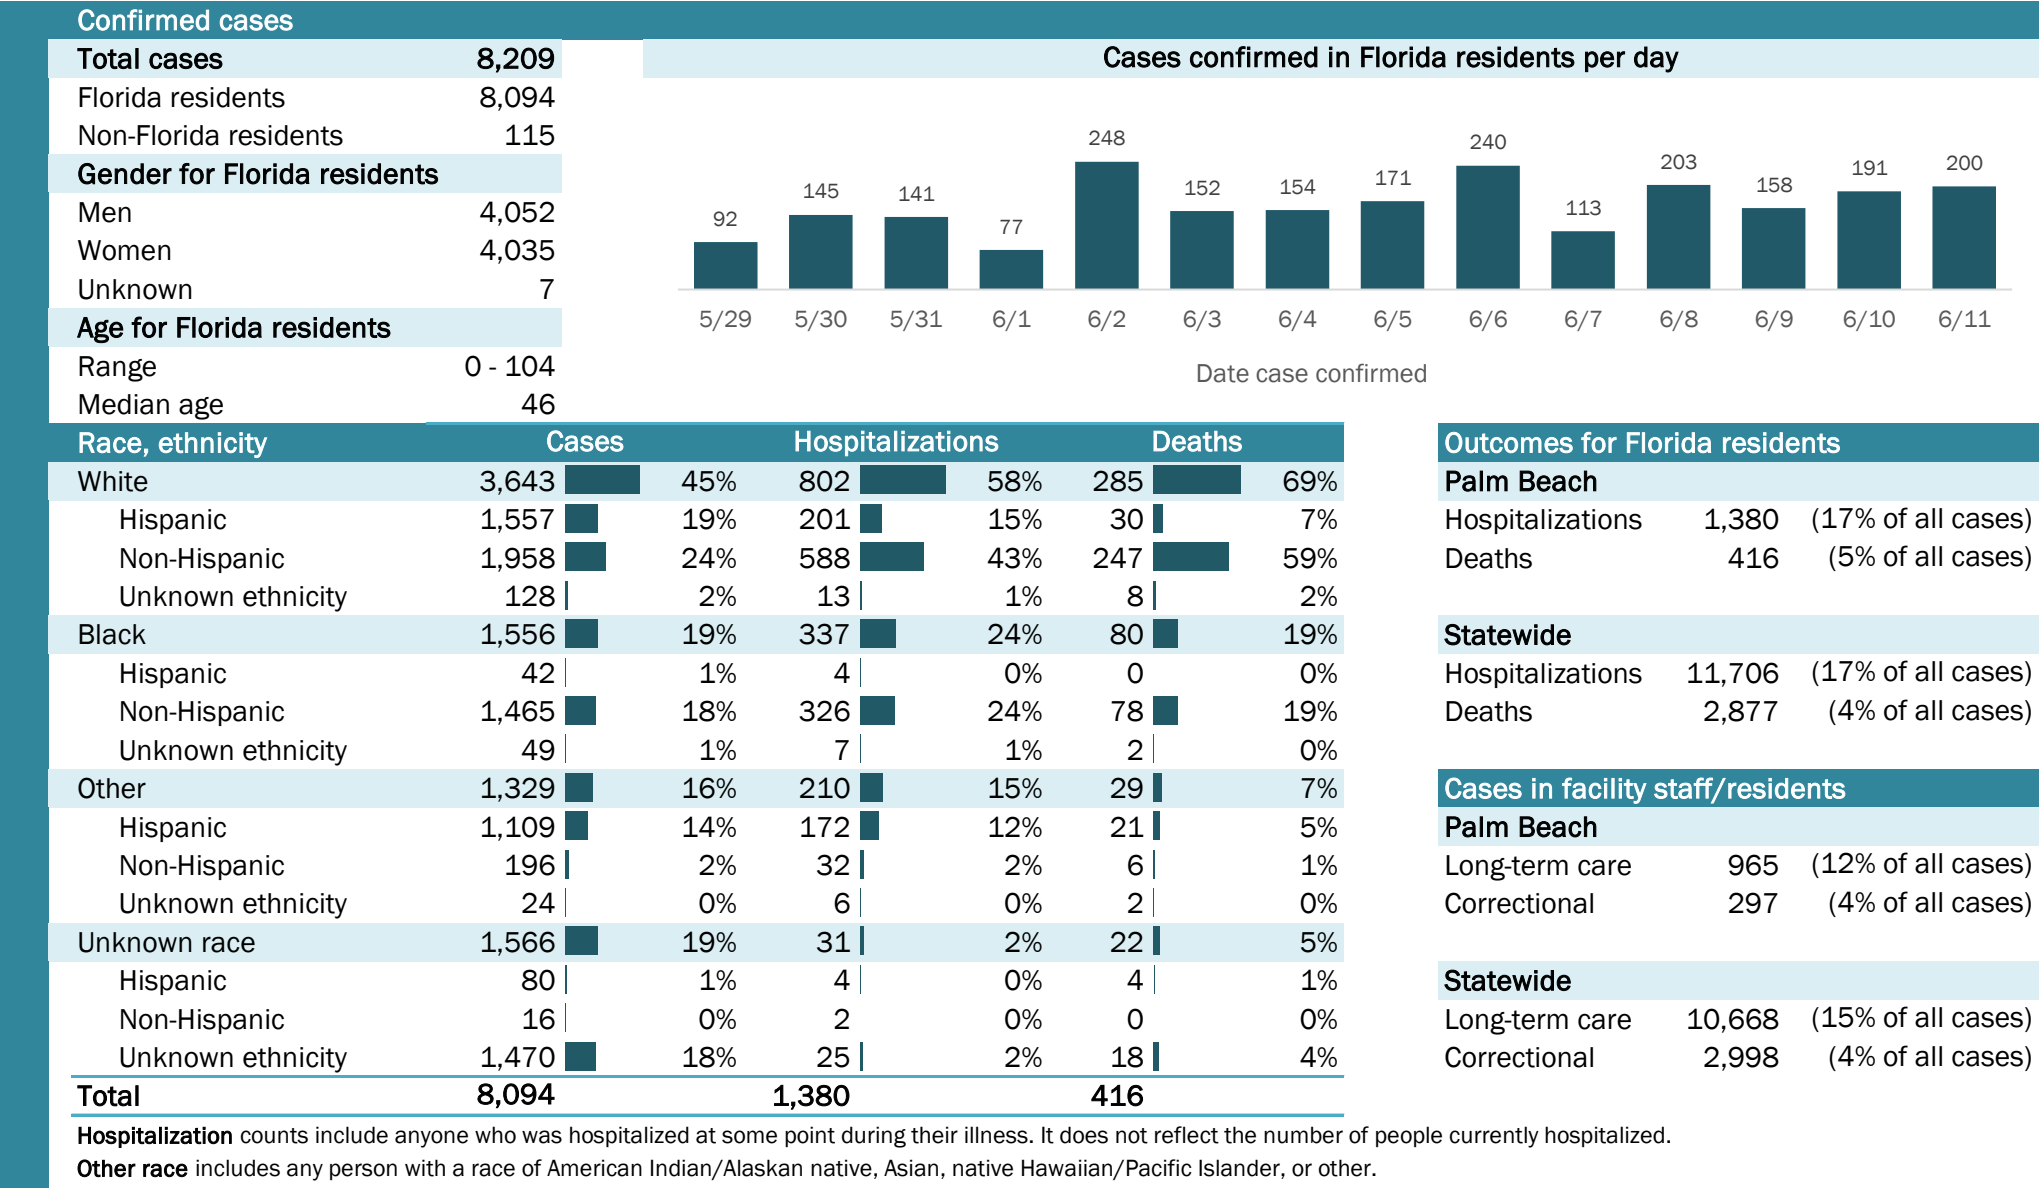 Confirmed cases
Total cases 8,209
Florida residents 8,094
Non-Florida residents 115
Gender for Florida residents
Men 4,052
Women 4,035
Unknown 7
Age for Florida residents
Range 0 - 104
Median age 46
Cases confirmed in Florida residents per day
92 145 141 77 248 152 154 171 240 113 203 158 191 200
5/29 5/30 5/31 6/1 6/2 6/3 6/4 6/5 6/6 6/7 6/8 6/9 6/10 6/11
Date case confirmed
Race, ethnicity Cases Hospitalizations Deaths
White 3,643 45% 802 58% 285 69%
Hispanic 1,557 19% 201 15% 30 7%
Non-Hispanic 1,958 24% 588 43% 247 59%
Unknown ethnicity 128 2% 13 1% 8 2%
Black 1,556 19% 337 24% 80 19%
Hispanic 42 1% 4 0% 0 0%
Non-Hispanic 1,465 18% 326 24% 78 19%
Unknown ethnicity 49 1% 7 1% 2 0%
Other 1,329 16% 210 15% 29 7%
Hispanic 1,109 14% 172 12% 21 5%
Non-Hispanic 196 2% 32 2% 6 1%
Unknown ethnicity 24 0% 6 0% 2 0%
Unknown race 1,566 19% 31 2% 22 5%
Hispanic 80 1% 4 0% 4 1%
Non-Hispanic 16 0% 2 0% 0 0%
Unknown ethnicity 1,470 18% 25 2% 18 4%
Total 8,094 1,380 416
Outcomes for Florida residents
Palm Beach
Hospitalizations 1,380 (17% of all cases)
Deaths 416 (5% of all cases)
Statewide
Hospitalizations 11,706 (17% of all cases)
Deaths 2,877 (4% of all cases)
Cases in facility staff/residents
Palm Beach
Long-term care 965 (12% of all cases)
Correctional 297 (4% of all cases)
Statewide
Long-term care 10,668 (15% of all cases)
Correctional 2,998 (4% of all cases)
Hospitalization counts include anyone who was hospitalized at some point during their illness. It does not reflect the number of people currently hospitalized.
Other race includes any person with a race of American Indian/Alaskan native, Asian, native Hawaiian/Pacific Islander, or other.